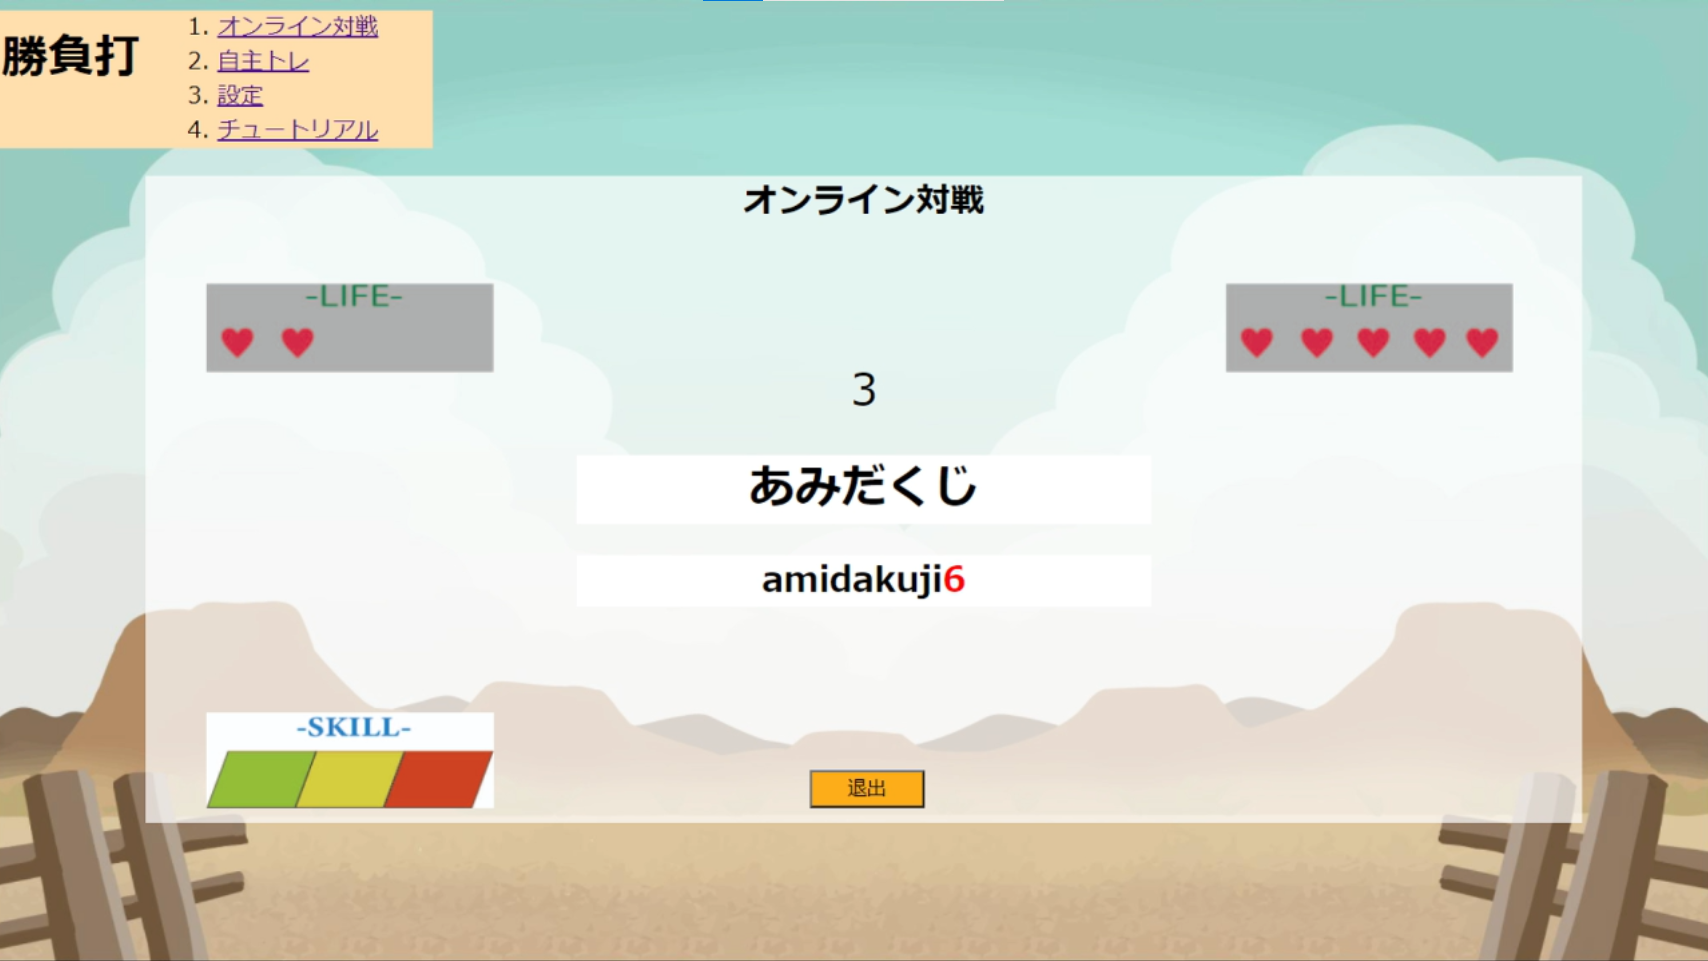 勝負打
1. オンライン対戦
2. 自主トレ
3. 設定
4. チュートリアル
オンライン対戦
-LIFE-
-LIFE-
3
あみだくじ
amidakuji6
-SKILL-
退出